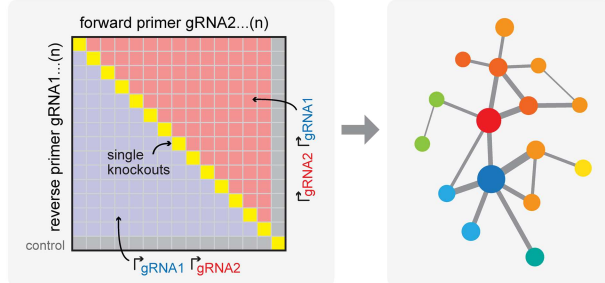 forward primer gRNA2...(n)
reverse primer gRNA1...(n)
single
knockouts
gRNA1
gRNA2
control
gRNA1 gRNA2